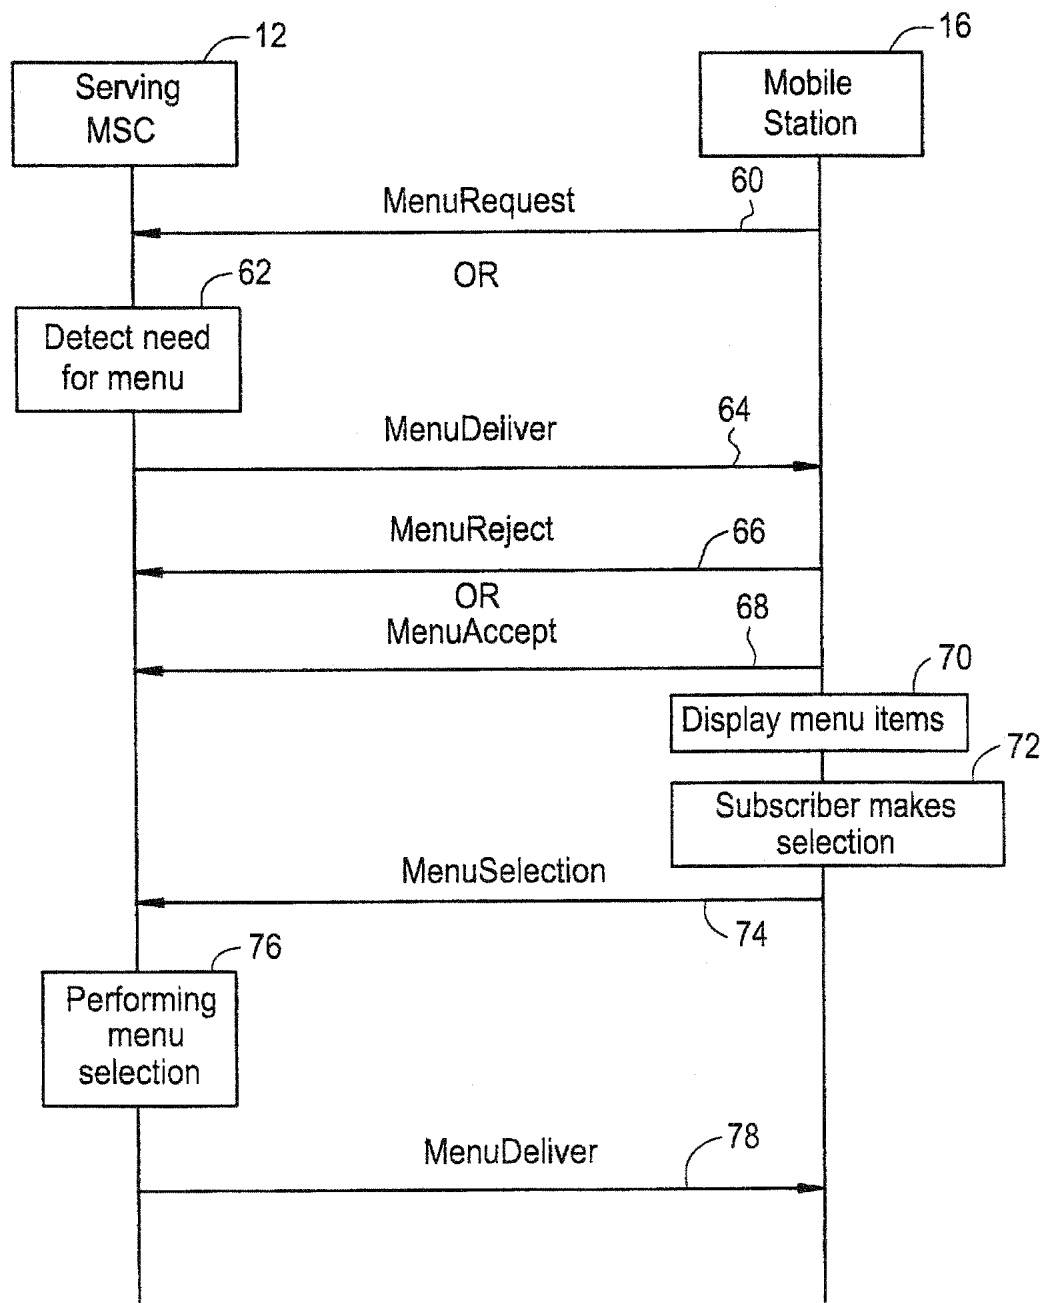 12
16
Serving
MSC
Mobile
Station
60
MenuRequest
OR
62
Detect need
for menu
64
MenuDeliver
66
MenuReject
OR
68
MenuAccept
70
Display menu items
72
Subscriber makes
selection
MenuSelection
74
76
Performing
menu
selection
78
MenuDeliver